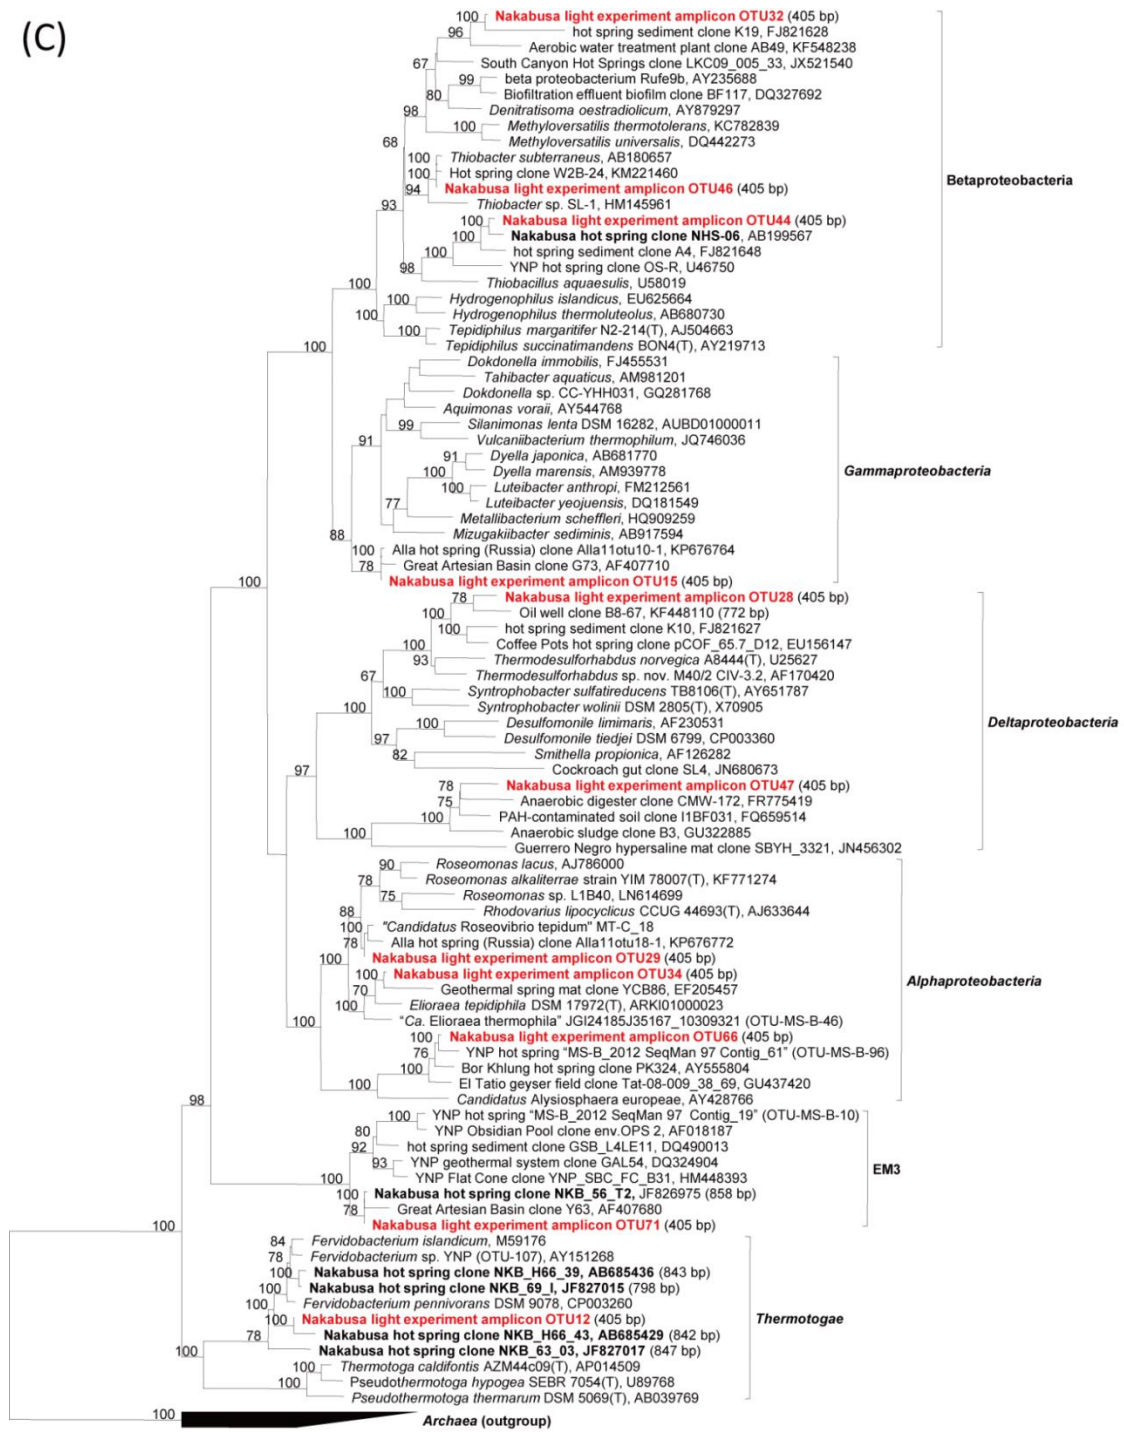 (C)
100 Nakabusa light experiment amplicon OTU32 (405 bp)
96 hot spring sediment clone K19, FJ821628
Aerobic water treatment plant clone AB49, KF548238
67 South Canyon Hot Springs clone LKC09_005_33, JX521540
99 beta proteobacterium Rufe9b, AY235688
80 Biofiltration effluent biofilm clone BF117, DQ327692
98 Denitratisoma oestradiolicum, AY879297
100 Methyloversatilis thermotolerans, KC782839
68 Methyloversatilis universalis, DQ442273
100 Thiobacter subterraneus, AB180657
100 Hot spring clone W2B-24, KM221460
Betaproteobacteria
94 Nakabusa light experiment amplicon OTU46 (405 bp)
93 Thiobacter sp. SL-1, HM145961
100 Nakabusa light experiment amplicon OTU44 (405 bp)
100 Nakabusa hot spring clone NHS-06, AB199567
100 hot spring sediment clone A4, FJ821648
98 YNP hot spring clone OS-R, U46750
Thiobacillus aquaesulis, U58019
100 100 Hydrogenophilus islandicus, EU625664
100 Hydrogenophilus thermoluteolus, AB680730
100 Tepidiphilus margaritifer N2-214(T), AJ504663
100 Tepidiphilus succinatimandens BON4(T), AY219713
Dokdonella immobilis, FJ455531
Tahibacter aquaticus, AM981201
Dokdonella sp. CC-YHH031, GQ281768
Aquimonas voraii, AY544768
99 Silanimonas lenta DSM 16282, AUBD01000011
91 Vulcaniibacterium thermophilum, JQ746036
91 Dyella japonica, AB681770
100 Dyella marensis, AM939778
Gammaproteobacteria
100 Luteibacter anthropi, FM212561
77 Luteibacter yeojuensis, DQ181549
Metallibacterium scheffleri, HQ909259
88 Mizugakiibacter sediminis, AB917594
100 Alla hot spring (Russia) clone Alla11otu10-1, KP676764
78 Great Artesian Basin clone G73, AF407710
100 Nakabusa light experiment amplicon OTU15 (405 bp)
78 Nakabusa light experiment amplicon OTU28 (405 bp)
100 Oil well clone B8-67, KF448110 (772 bp)
100 hot spring sediment clone K10, FJ821627
Coffee Pots hot spring clone pCOF_65.7_D12, EU156147
93 Thermodesulforhabdus norvegica A8444(T), U25627
67 Thermodesulforhabdus sp. nov. M40/2 CIV-3.2, AF170420
100 Syntrophobacter sulfatireducens TB8106(T), AY651787
100 Syntrophobacter wolinii DSM 2805(T), X70905
100 Desulfomonile limimaris, AF230531
Deltaproteobacteria
97 Desulfomonile tiedjei DSM 6799, CP003360
82 Smithella propionica, AF126282
97 Cockroach gut clone SL4, JN680673
78 Nakabusa light experiment amplicon OTU47 (405 bp)
75 Anaerobic digester clone CMW-172, FR775419
100 PAH-contaminated soil clone I1BF031, FQ659514
100 Anaerobic sludge clone B3, GU322885
Guerrero Negro hypersaline mat clone SBYH_3321, JN456302
90 Roseomonas lacus, AJ786000
78 Roseomonas alkaliterrae strain YIM 78007(T), KF771274
75 Roseomonas sp. L1B40, LN614699
88 Rhodovarius lipocyclicus CCUG 44693(T), AJ633644
"Candidatus Roseovibrio tepidum" MT-C_18
78 Alla hot spring (Russia) clone Alla11otu18-1, KP676772
100 Nakabusa light experiment amplicon OTU29 (405 bp)
100 Nakabusa light experiment amplicon OTU34 (405 bp)
Alphaproteobacteria
70 Geothermal spring mat clone YCB86, EF205457
100 Elioraea tepidiphila DSM 17972(T), ARKI01000023
100 "Ca. Elioraea thermophila" JGI24185J35167_10309321 (OTU-MS-B-46)
100 Nakabusa light experiment amplicon OTU66 (405 bp)
76 YNP hot spring "MS-B_2012 SeqMan 97 Contig_61" (OTU-MS-B-96)
100 Bor Khlung hot spring clone PK324, AY555804
100 El Tatio geyser field clone Tat-08-009_38_69, GU437420
98 Candidatus Alysiosphaera europeae, AY428766
100 YNP hot spring "MS-B_2012 SeqMan 97 Contig_19" (OTU-MS-B-10)
80 YNP Obsidian Pool clone env.OPS 2, AF018187
92 hot spring sediment clone GSB_L4LE11, DQ490013
93 YNP geothermal system clone GAL54, DQ324904
EM3
100 YNP Flat Cone clone YNP_SBC_FC_B31, HM448393
100 Nakabusa hot spring clone NKB_56_T2, JF826975 (858 bp)
78 Great Artesian Basin clone Y63, AF407680
100 Nakabusa light experiment amplicon OTU71 (405 bp)
84 Fervidobacterium islandicum, M59176
78 Fervidobacterium sp. YNP (OTU-107), AY151268
100 Nakabusa hot spring clone NKB_H66_39, AB685436 (843 bp)
100 Nakabusa hot spring clone NKB_69_I, JF827015 (798 bp)
100 Fervidobacterium pennivorans DSM 9078, CP003260
100 Nakabusa light experiment amplicon OTU12 (405 bp)
Thermotogae
78 Nakabusa hot spring clone NKB_H66_43, AB685429 (842 bp)
100 Nakabusa hot spring clone NKB_63_03, JF827017 (847 bp)
100 Thermotoga caldifontis AZM44c09(T), AP014509
100 Pseudothermotoga hypogea SEBR 7054(T), U89768
Pseudothermotoga thermarum DSM 5069(T), AB039769
100 Archaea (outgroup)